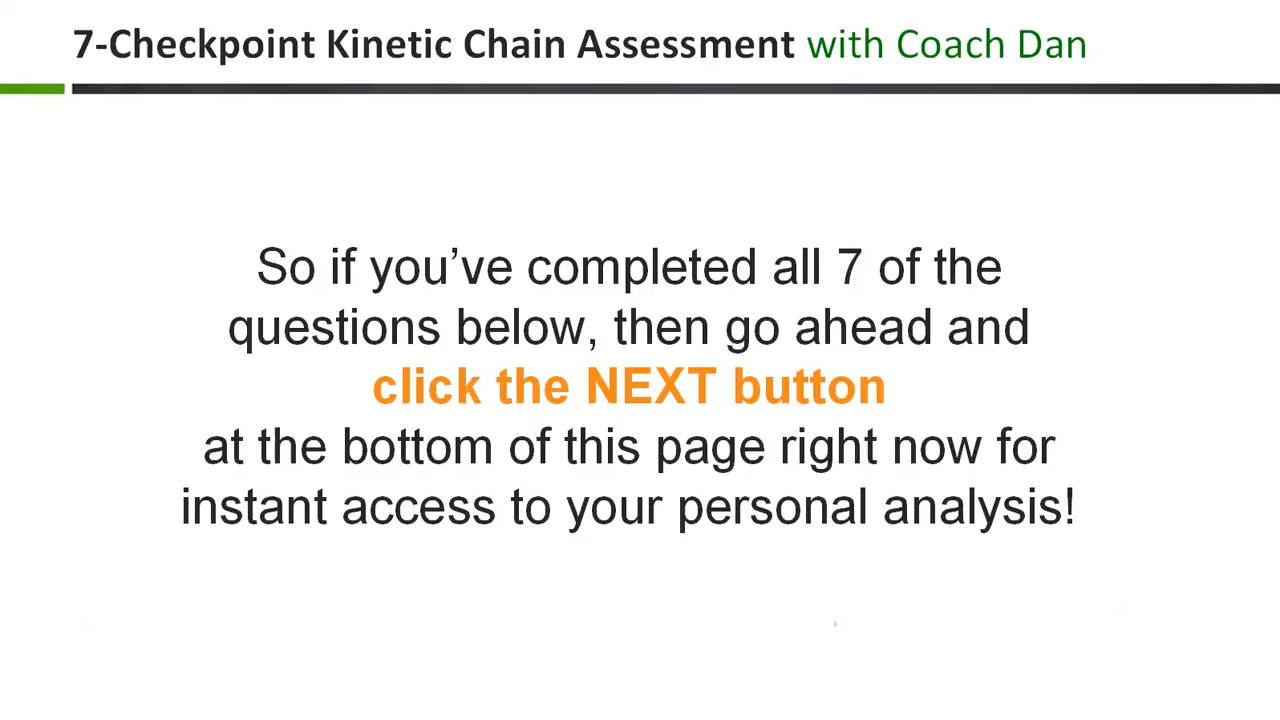 7-Checkpoint Kinetic Chain Assessment with Coach Dan
So if you’ve completed all 7 of the
questions below, then go ahead and
click the NEXT button
at the bottom of this page right now for
instant access to your personal analysis!